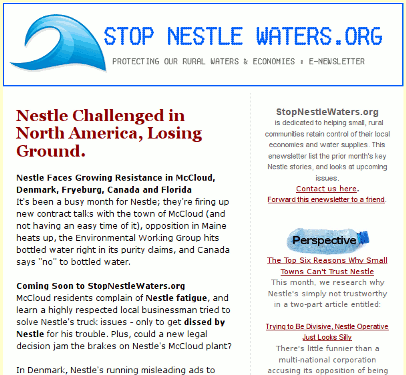 STOP NESTLE WATERS.ORG
PROTECTING OUR RURAL WATERS & ECONOMIES : E-NEWSLETTER
Nestle Challenged in
North America, Losing
Ground.
Nestle Faces Growing Resistance in McCloud,
Denmark, Fryeburg, Canada and Florida
It's been a busy month for Nestle; they're firing up
new contract talks with the town of McCloud (and
not having an easy time of it), opposition in Maine
heats up, the Environmental Working Group hits
bottled water right in its purity claims, and Canada
says "no" to bottled water.
Coming Soon to StopNestleWaters.org
McCloud residents complain of Nestle fatigue, and
learn a highly respected local businessman tried to
solve Nestle's truck issues - only to get dissed by
Nestle for his trouble. Plus, could a new legal
decision jam the brakes on Nestle's McCloud plant?
In Denmark, Nestle's running misleading ads to
StopNestleWaters.org
is dedicated to helping small, rural
communities retain control of their local
economies and water supplies. This
enewsletter list the prior month's key
Nestle stories, and looks at upcoming
issues.
Contact us here.
Forward this enewsletter to a friend.
Perspective
The Top Six Reasons Why Small
Towns Can't Trust Nestle
This month, we research why
Nestle's simply not trustworthy
in a two-part article entitled:
Trying to Be Divisive, Nestle Operative
Just Looks Silly
There's little funnier than a
multi-national corporation
accusing its opposition of being